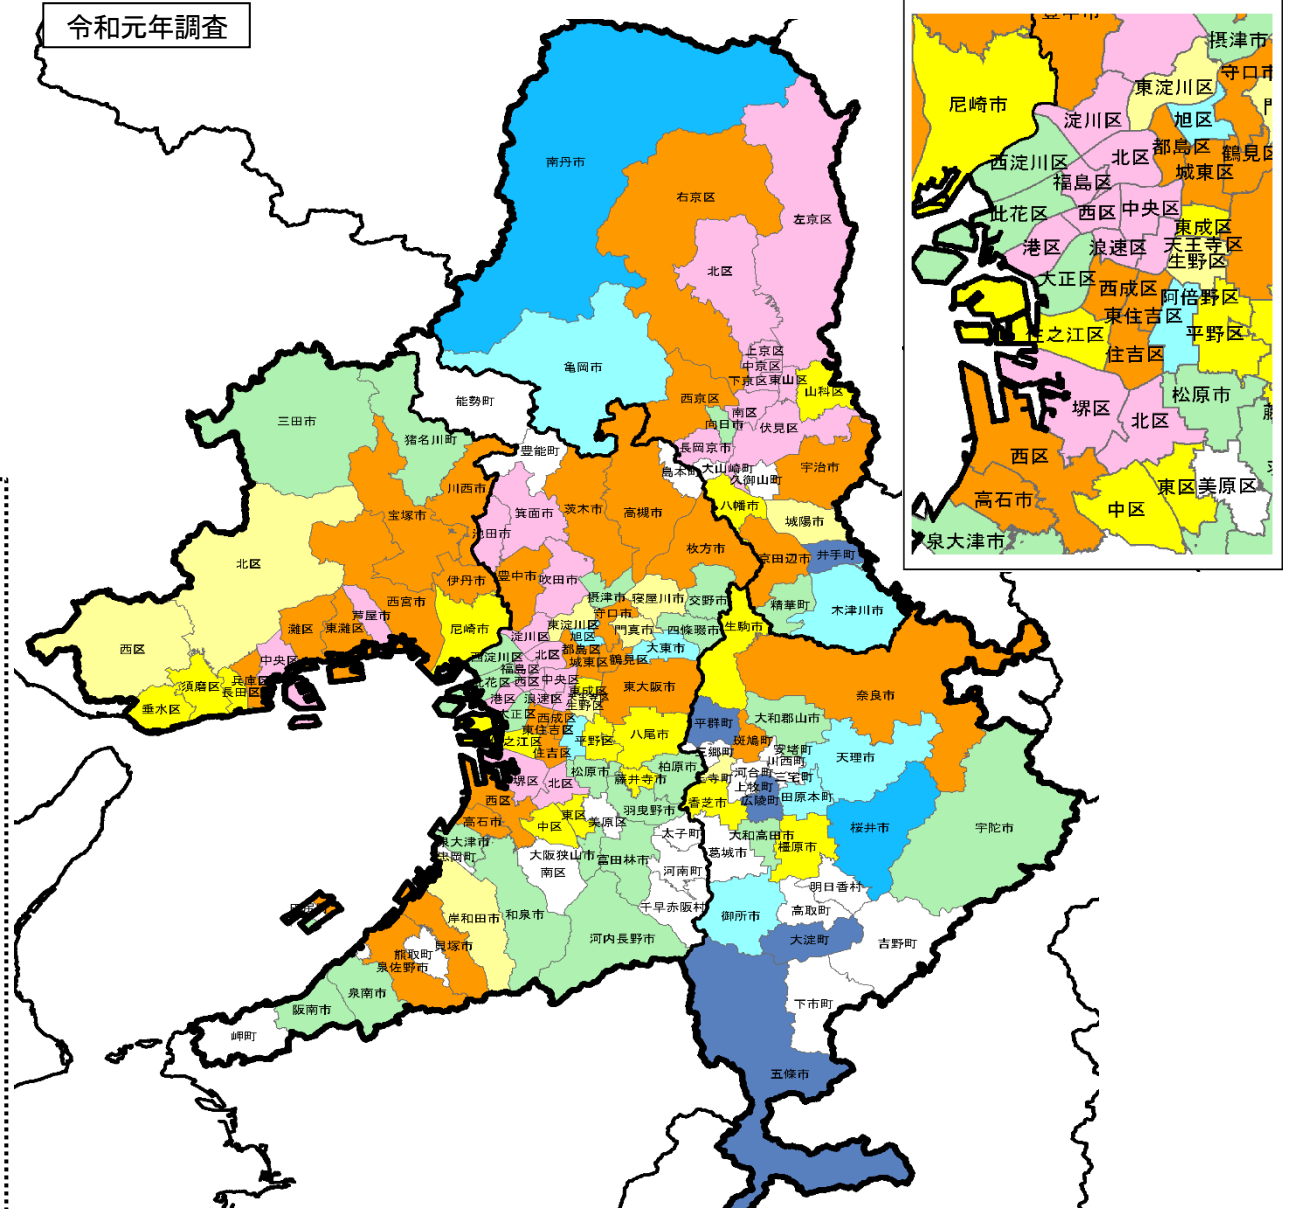 令和元年調査
豊中市
摂津市
守口市
東淀川区
尼崎市
淀川区
旭区
都島区
鶴見区
西淀川区
北区
城東区
福島区
此花区
西区
中央区
東成区
港区
浪速区
天王寺区
生野区
大正区
西成区
阿倍野区
東住吉区
住之江区
平野区
住吉区
松原市
堺区
北区
西区
東区
美原区
高石市
中区
泉大津市
南丹市
右京区
左京区
北区
上京区
中京区
下京区
東山区
亀岡市
山科区
西京区
能勢町
南区
向日市
伏見区
三田市
猪名川町
長岡京市
豊能町
島本町
大山崎町
久御山町
宇治市
川西市
宝塚市
箕面市
茨木市
高槻市
八幡市
城陽市
池田市
枚方市
京田辺市
井手町
北区
伊丹市
豊中市
吹田市
摂津市
寝屋川市
交野市
精華町
木津川市
西宮市
芦屋市
灘区
東灘区
尼崎市
東淀川区
守口市
門真市
四條畷市
生駒市
西区
淀川区
旭区
大東市
中央区
西淀川区
北区
都島区
城東区
鶴見区
福島区
須磨区
兵庫区
長田区
此花区
西区
中央区
東成区
東大阪市
奈良市
垂水区
港区
浪速区
天王寺区
生野区
大正区
西成区
平群町
大和郡山市
東住吉区
住之江区
平野区
八尾市
斑鳩町
住吉区
三郷町
安堵町
川西町
天理市
堺区
北区
松原市
藤井寺市
柏原市
王寺町
河合町
三宅町
上牧町
西区
香芝市
広陵町
田原本町
高石市
中区
東区
美原区
羽曳野市
太子町
大和高田市
橿原市
桜井市
宇陀市
泉大津市
忠岡町
大阪狭山市
南区
富田林市
河南町
葛城市
明日香村
千早赤阪村
高取町
岸和田市
和泉市
御所市
河内長野市
大淀町
吉野町
貝塚市
熊取町
泉佐野市
泉南市
下市町
阪南市
岬町
五條市